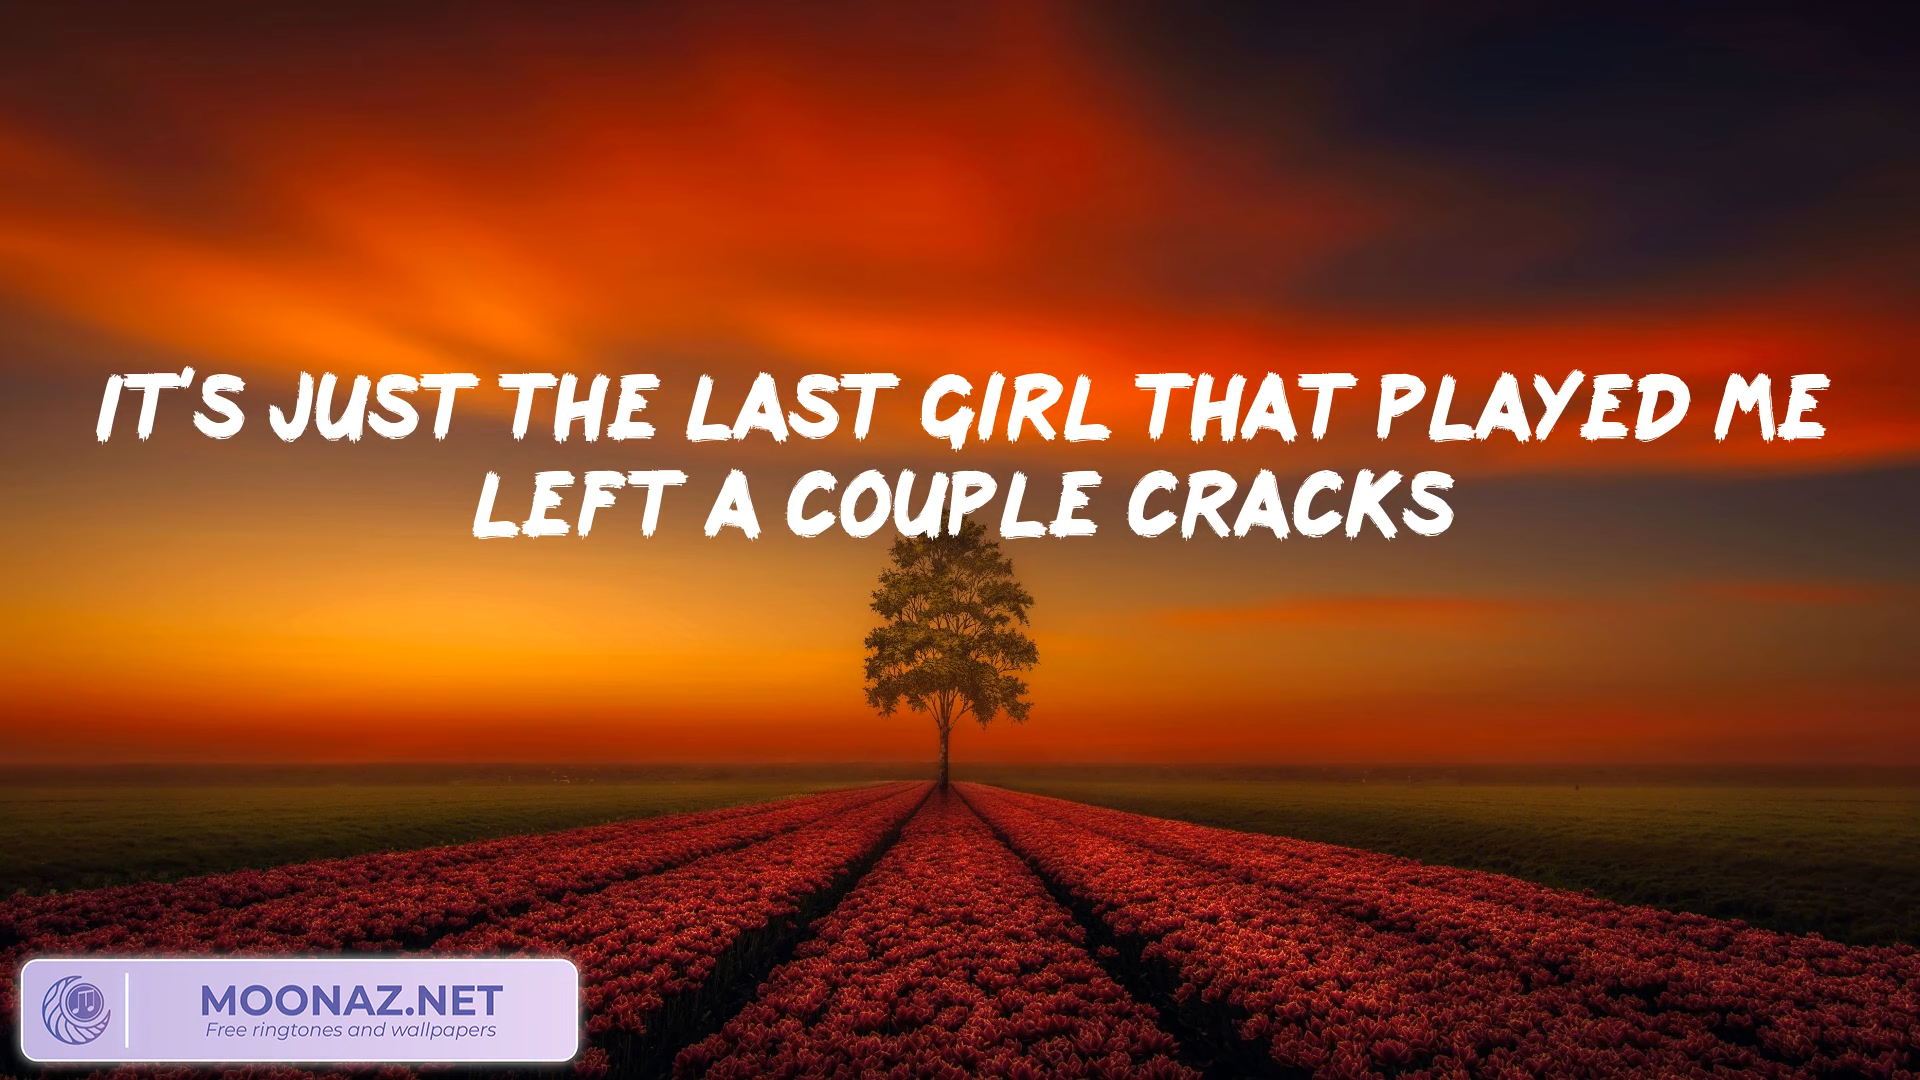 IT'S JUST THE LAST GIRL THAT PLAYED ME
LEFT A COUPLE CRACKS
MOONAZ.NET
Free ringtones and wallpapers